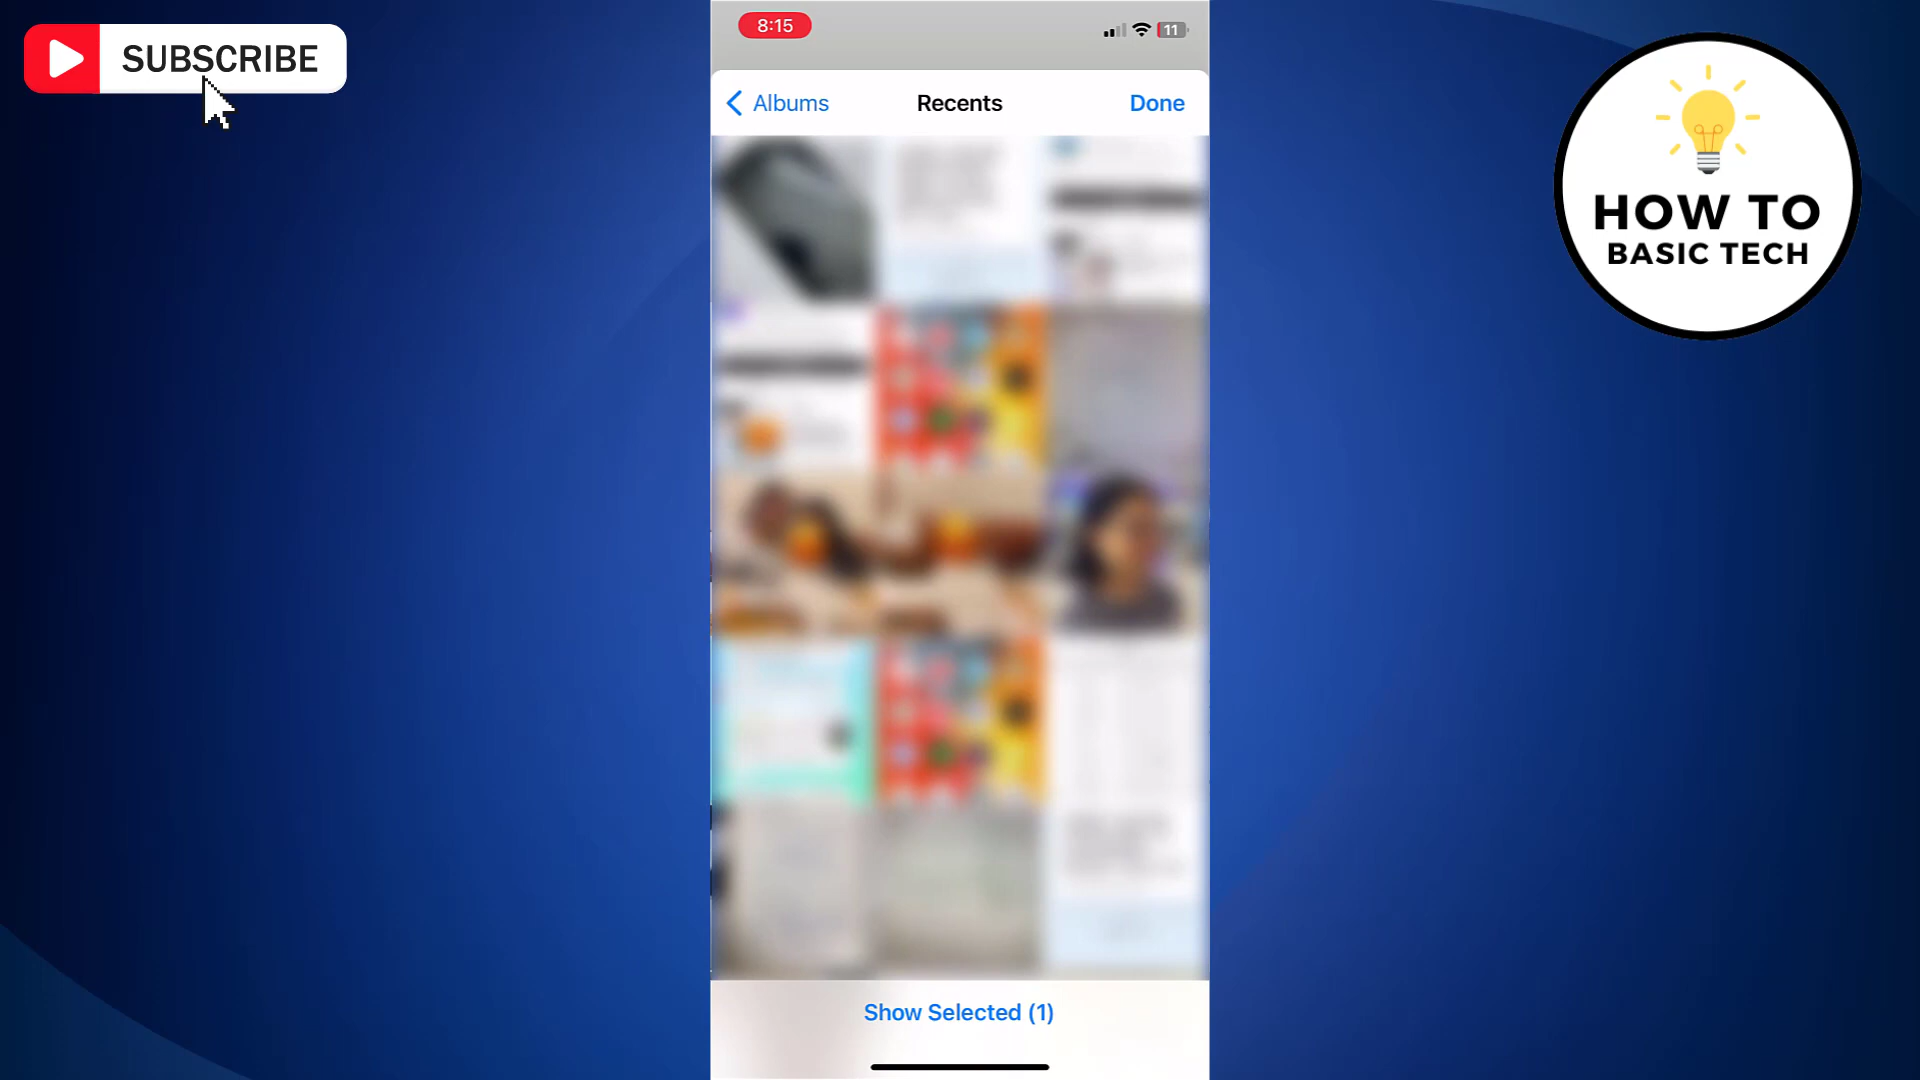 SUBSCRIBE
8:15
11
Albums
Recents
Done
HOW TO
BASIC TECH
Show Selected (1)